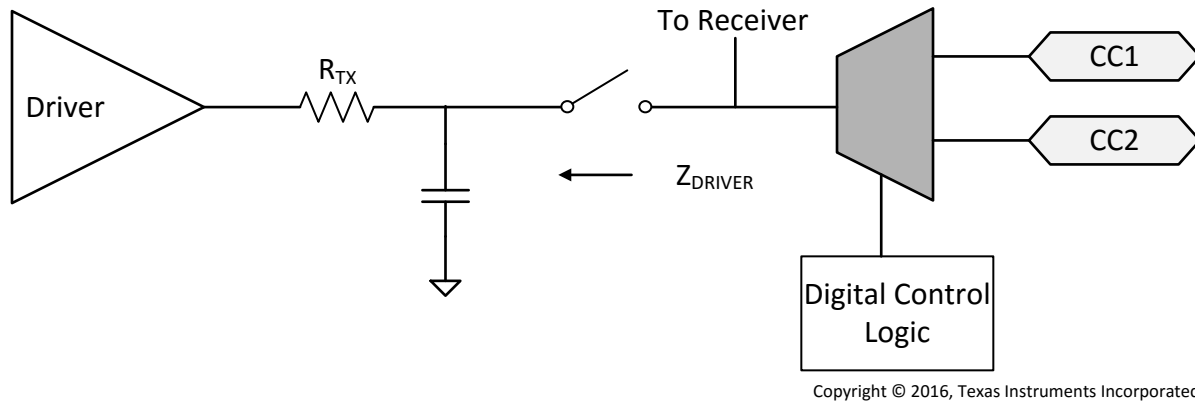 To Receiver
CC1
RTX
Driver
CC2
ZDRIVER
Digital Control
Logic
Copyright © 2016, Texas Instruments Incorporated